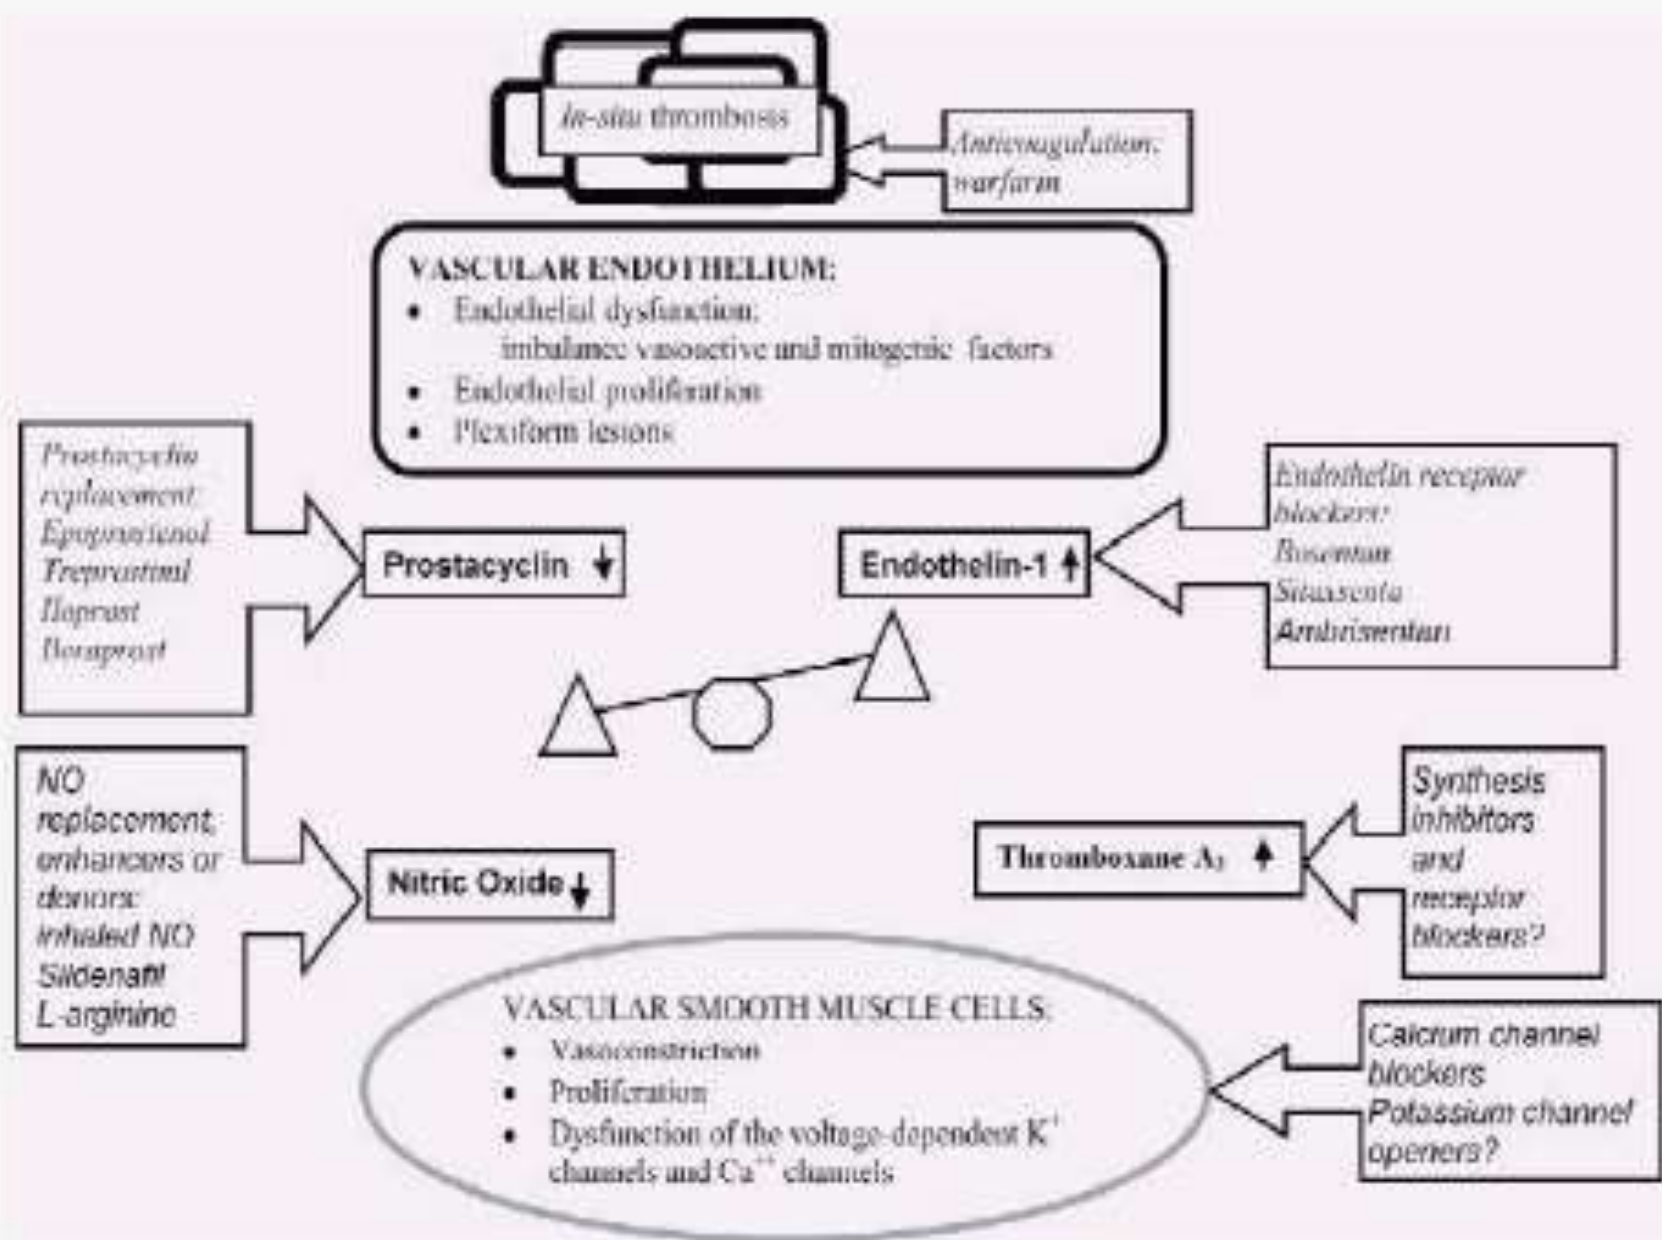 In-situ thrombosis
Anticoagulation:
warfarin
VASCULAR ENDOTHELIUM:
• Endothelial dysfunction:
imbalance vasoactive and mitogenic factors
• Endothelial proliferation
• Plexiform lesions
Prostacyclin
replacement:
Epoprostenol
Treprostinil
Iloprost
Beraprost
Prostacyclin ↓
Endothelin-1 ↑
Endothelin receptor
blockers:
Bosentan
Sitaxsenta
Ambrisentan
NO
replacement,
enhancers or
donors:
inhaled NO
Sildenafil
L-arginine
Nitric Oxide ↓
Thromboxane A₂ ↑
Synthesis
inhibitors
and
receptor
blockers?
VASCULAR SMOOTH MUSCLE CELLS:
• Vasoconstriction
• Proliferation
• Dysfunction of the voltage-dependent K⁺
channels and Ca⁺⁺ channels
Calcium channel
blockers
Potassium channel
openers?